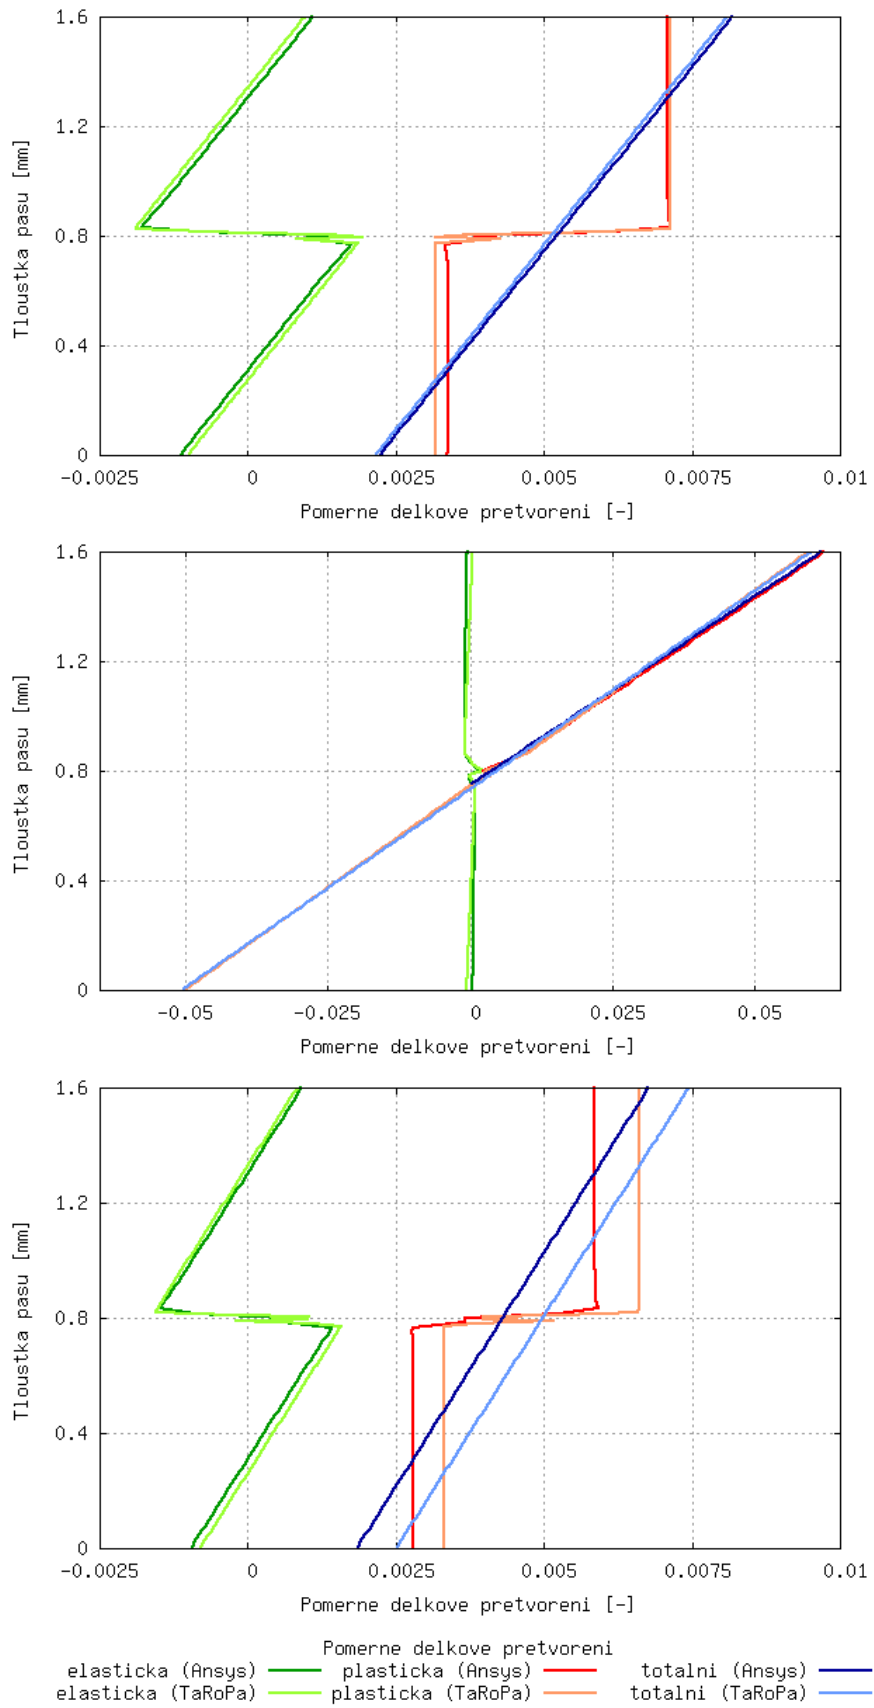 1.6
1.2
0.8
0.4
0
Tloustka pasu [mm]
-0.0025 0 0.0025 0.005 0.0075 0.01
Pomerne delkove pretvoreni [-]
1.6
1.2
0.8
0.4
0
Tloustka pasu [mm]
-0.05 -0.025 0 0.025 0.05
Pomerne delkove pretvoreni [-]
1.6
1.2
0.8
0.4
0
Tloustka pasu [mm]
-0.0025 0 0.0025 0.005 0.0075 0.01
Pomerne delkove pretvoreni [-]
Pomerne delkove pretvoreni
elasticka (Ansys) plasticka (Ansys) totalni (Ansys)
elasticka (TaRoPa) plasticka (TaRoPa) totalni (TaRoPa)